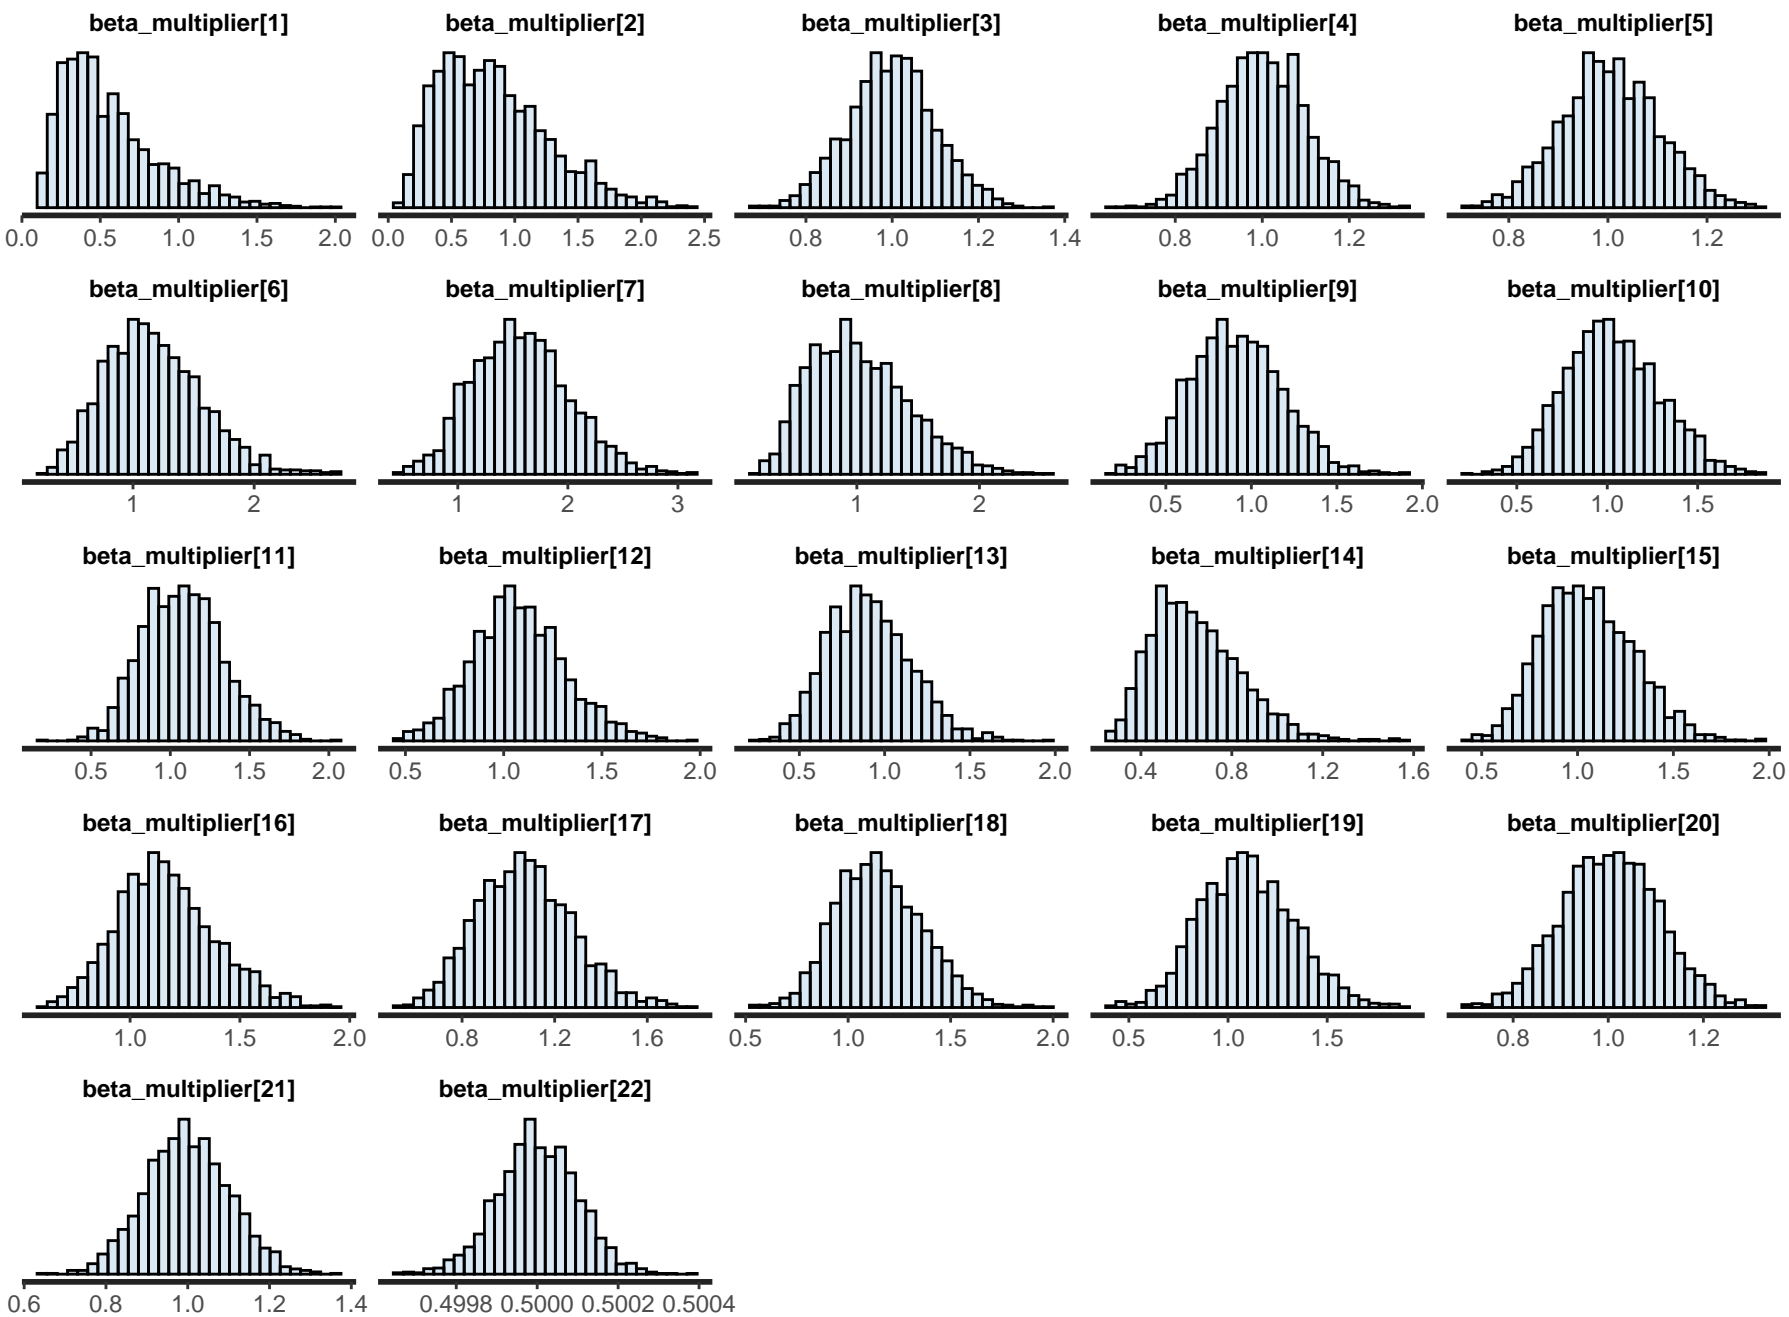 beta_multiplier[1] beta_multiplier[2] beta_multiplier[3] beta_multiplier[4] beta_multiplier[5]
0.0 0.5 1.0 1.5 2.0 0.0 0.5 1.0 1.5 2.0 2.5 0.8 1.0 1.2 1.4 0.8 1.0 1.2 0.8 1.0 1.2
beta_multiplier[6] beta_multiplier[7] beta_multiplier[8] beta_multiplier[9] beta_multiplier[10]
1 2 1 2 3 1 2 0.5 1.0 1.5 2.0 0.5 1.0 1.5
beta_multiplier[11] beta_multiplier[12] beta_multiplier[13] beta_multiplier[14] beta_multiplier[15]
0.5 1.0 1.5 2.0 0.5 1.0 1.5 2.0 0.5 1.0 1.5 2.0 0.4 0.8 1.2 1.6 0.5 1.0 1.5 2.0
beta_multiplier[16] beta_multiplier[17] beta_multiplier[18] beta_multiplier[19] beta_multiplier[20]
1.0 1.5 2.0 0.8 1.2 1.6 0.5 1.0 1.5 2.0 0.5 1.0 1.5 0.8 1.0 1.2
beta_multiplier[21] beta_multiplier[22]
0.6 0.8 1.0 1.2 1.4 0.4998 0.5000 0.5002 0.5004